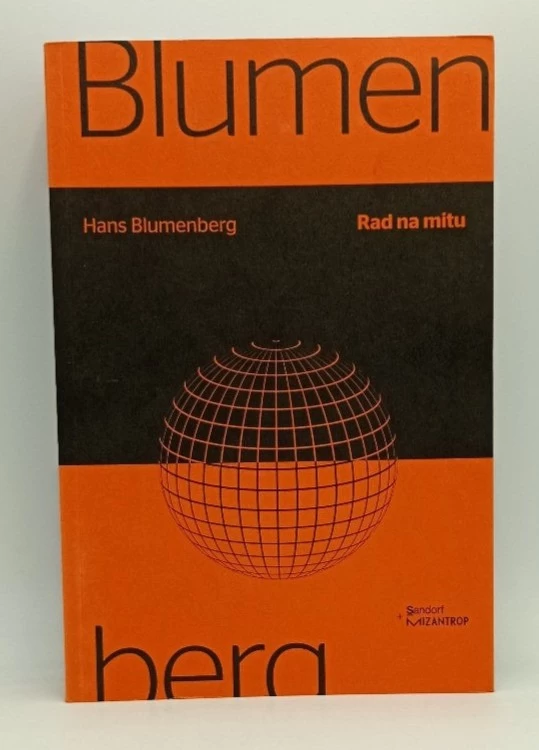 Blumen
Hans Blumenberg
Rad na mitu
Sandorf
MIZANTROP
berg